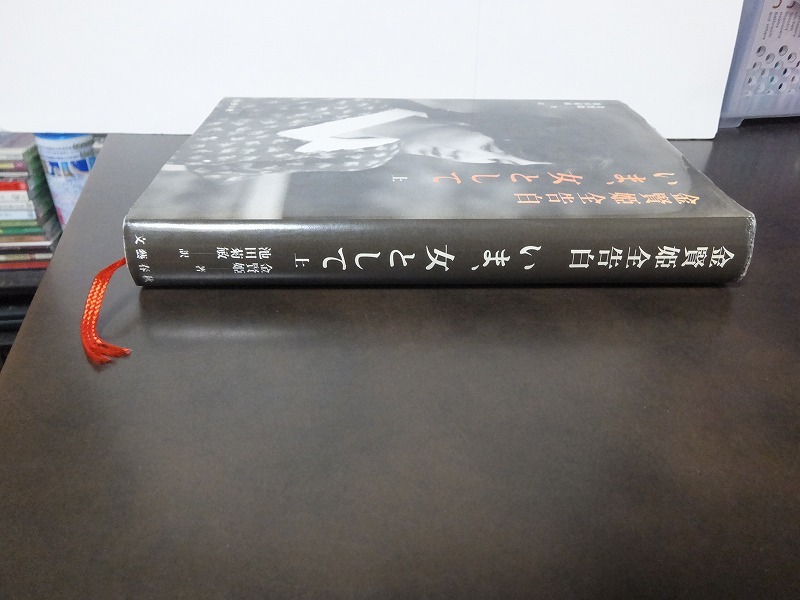 金賢姫全告白
いま、女として
上
金賢姫全告白 いま、女として 上
金賢姫 著
池田菊敏 訳
文藝春秋